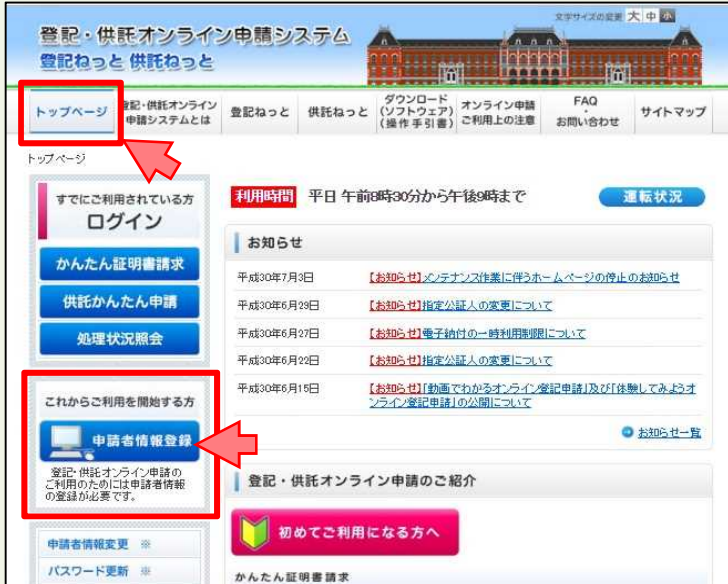 文字サイズの変更 大 中 小
登記・供託オンライン申請システム
登記ねっと 供託ねっと
トップページ
登記・供託オンライン
申請システムとは
登記ねっと
供託ねっと
ダウンロード
(ソフトウェア)
(操作手引書)
オンライン申請
ご利用上の注意
FAQ
・
お問い合わせ
サイトマップ
トップページ
すでにご利用されている方
ログイン
かんたん証明書請求
供託かんたん申請
処理状況照会
これからご利用を開始する方
申請者情報登録
登記・供託オンライン申請の
ご利用のためには申請者情報
の登録が必要です。
申請者情報変更 ※
パスワード更新 ※
利用時間 平日 午前8時30分から午後9時まで
運転状況
お知らせ
平成30年7月3日 【お知らせ】メンテナンス作業に伴うホームページの停止のお知らせ
平成30年6月29日 【お知らせ】指定公証人の変更について
平成30年6月27日 【お知らせ】電子納付の一時利用制限について
平成30年6月22日 【お知らせ】指定公証人の変更について
平成30年6月15日 【お知らせ】「動画でわかるオンライン登記申請」及び「体験してみようオ
ンライン登記申請」の公開について
お知らせ一覧
登記・供託オンライン申請のご紹介
初めてご利用になる方へ
かんたん証明書請求